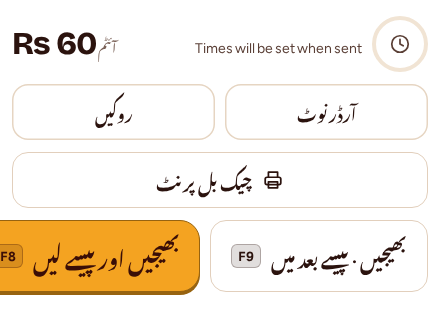 Rs 60 آئٹم
Times will be set when sent
آرڈر نوٹ
روکیں
چیک بل پرنٹ
بھیجیں · پیسے بعد میں F9
بھیجیں اور پیسے لیں F8